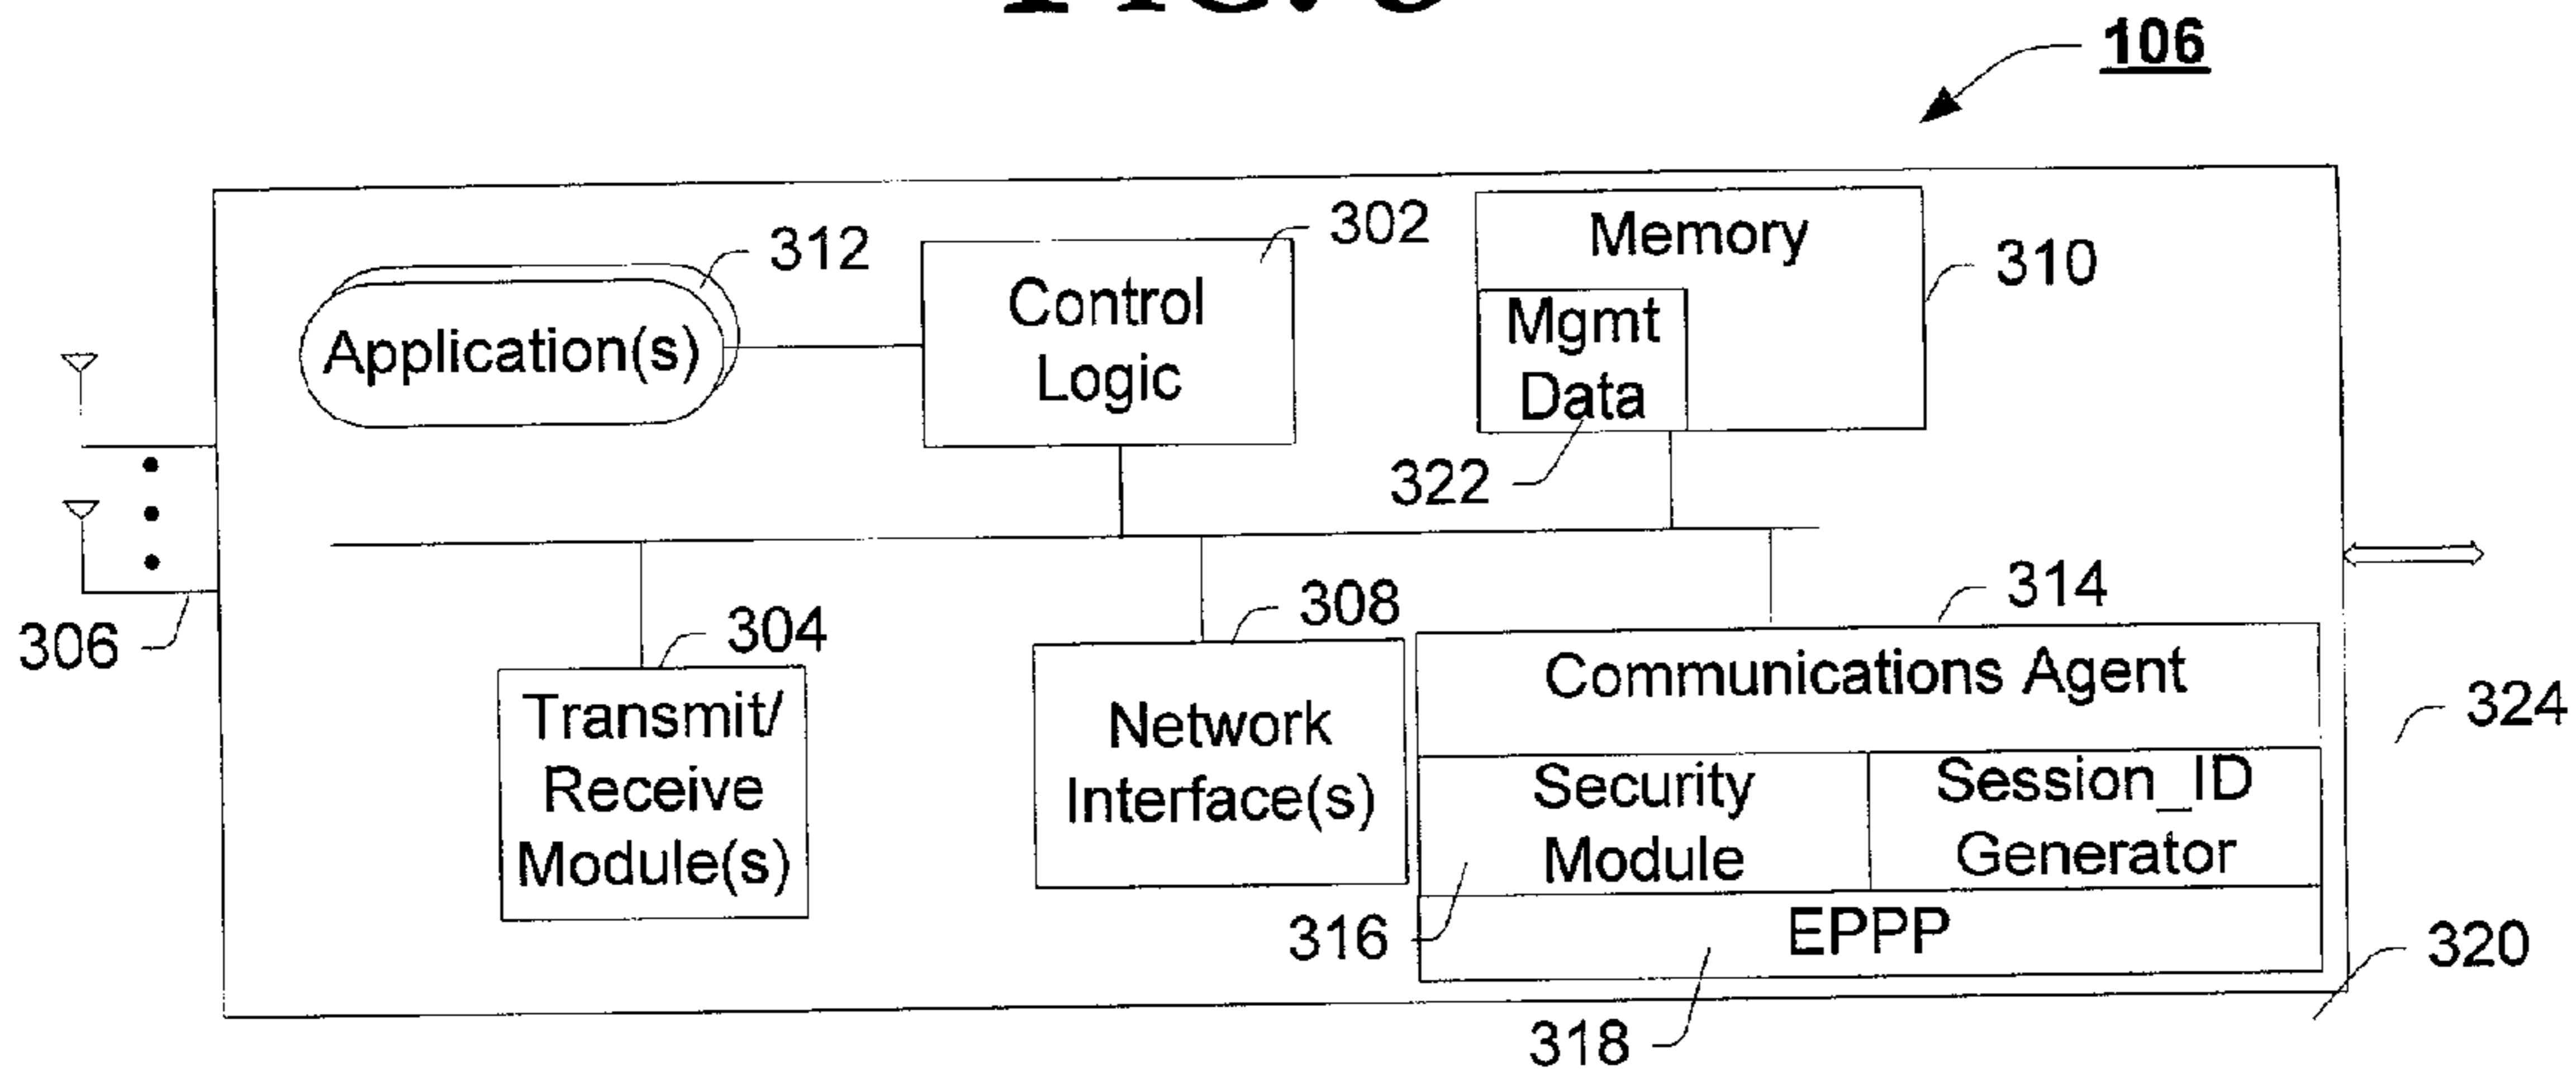 106
312
302
Memory
310
Control
Logic
Application(s)
Mgmt
Data
322
306
304
308
314
Transmit/
Receive
Module(s)
Network
Interface(s)
Communications Agent
324
Security
Module
Session_ID
Generator
316
EPPP
320
318